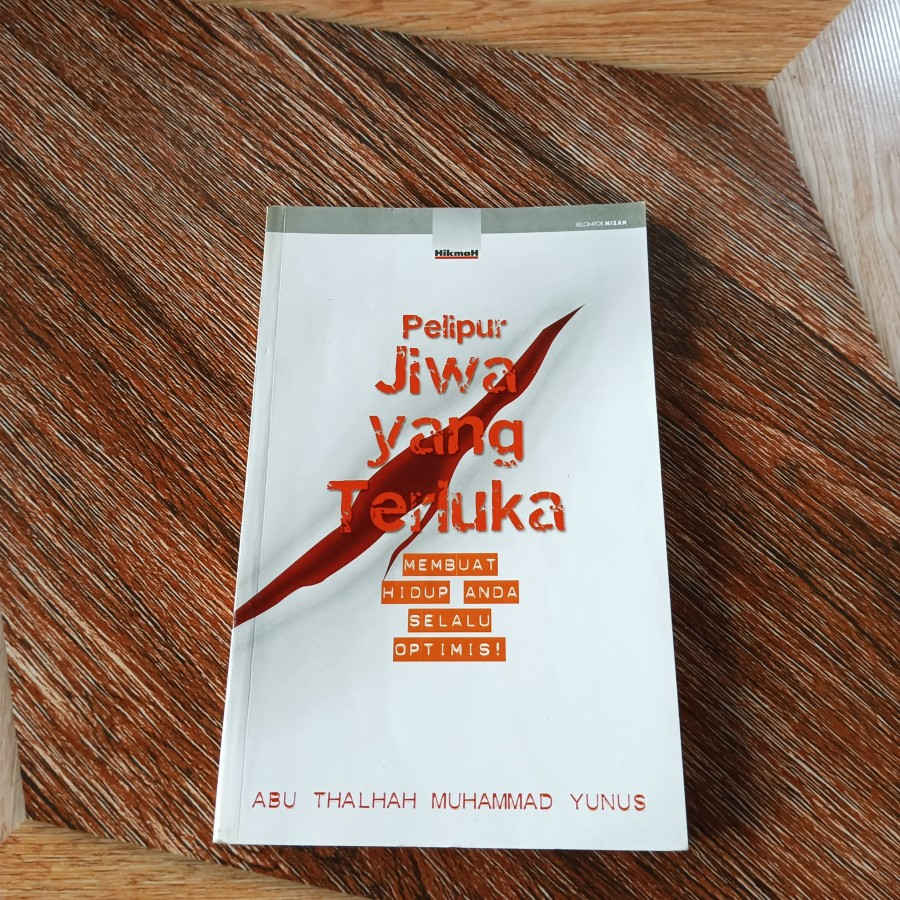 KELOMPOK MIZAN
HikmaH
Pelipur
Jiwa
yang
Terluka
MEMBUAT
HIDUP ANDA
SELALU
OPTIMIS!
ABU THALHAH MUHAMMAD YUNUS